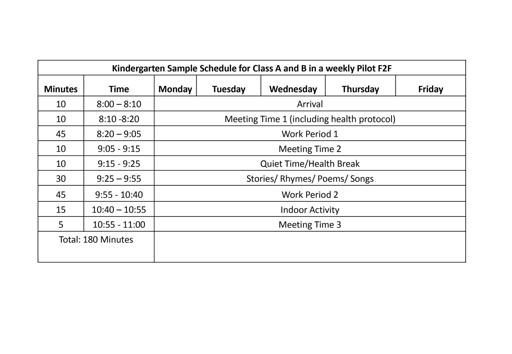 Kindergarten Sample Schedule for Class A and B in a weekly Pilot F2F
Minutes Time Monday Tuesday Wednesday Thursday Friday
10 8:00 – 8:10 Arrival
10 8:10 -8:20 Meeting Time 1 (including health protocol)
45 8:20 – 9:05 Work Period 1
10 9:05 - 9:15 Meeting Time 2
10 9:15 - 9:25 Quiet Time/Health Break
30 9:25 – 9:55 Stories/ Rhymes/ Poems/ Songs
45 9:55 - 10:40 Work Period 2
15 10:40 – 10:55 Indoor Activity
5 10:55 - 11:00 Meeting Time 3
Total: 180 Minutes